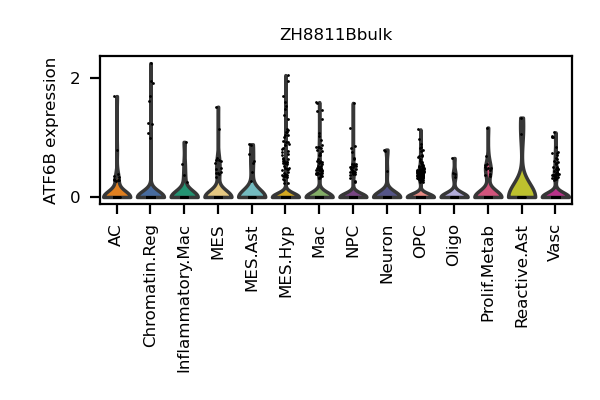 ZH8811Bbulk
ATF6B expression
2
0
AC
Chromatin.Reg
Inflammatory.Mac
MES
MES.Ast
MES.Hyp
Mac
NPC
Neuron
OPC
Oligo
Prolif.Metab
Reactive.Ast
Vasc